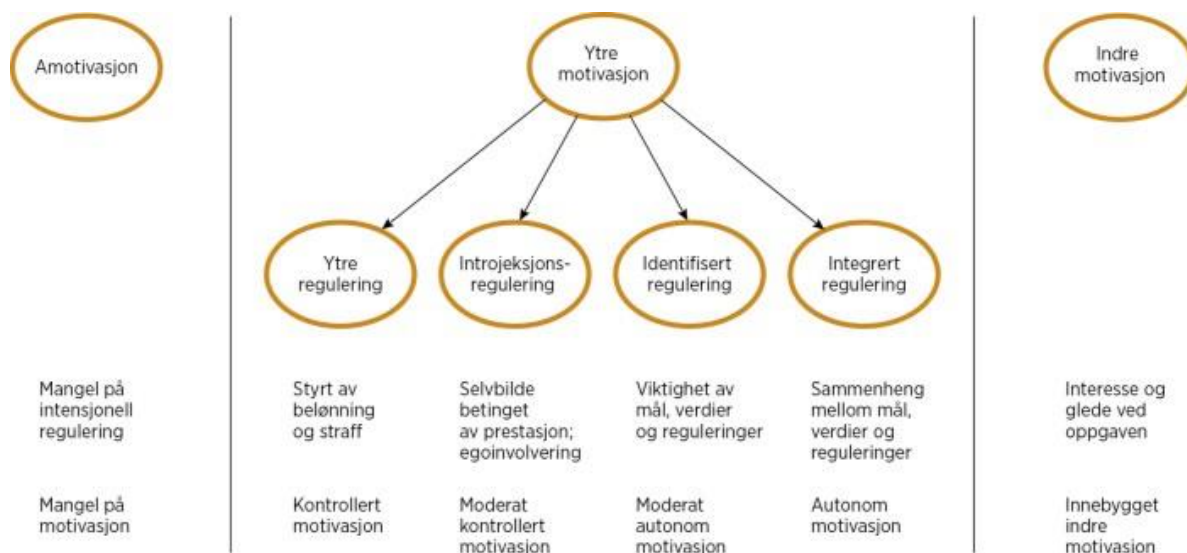 Amotivasjon
Ytre
motivasjon
Indre
motivasjon
Ytre
regulering
Introjeksjons-
regulering
Identifisert
regulering
Integrert
regulering
Mangel på
intensjonell
regulering
Styrt av
belønning
og straff
Selvbilde
betinget
av prestasjon;
egoinvolvering
Viktighet av
mål, verdier
og reguleringer
Sammenheng
mellom mål,
verdier og
reguleringer
Interesse og
glede ved
oppgaven
Mangel på
motivasjon
Kontrollert
motivasjon
Moderat
kontrollert
motivasjon
Moderat
autonom
motivasjon
Autonom
motivasjon
Innebygget
indre
motivasjon